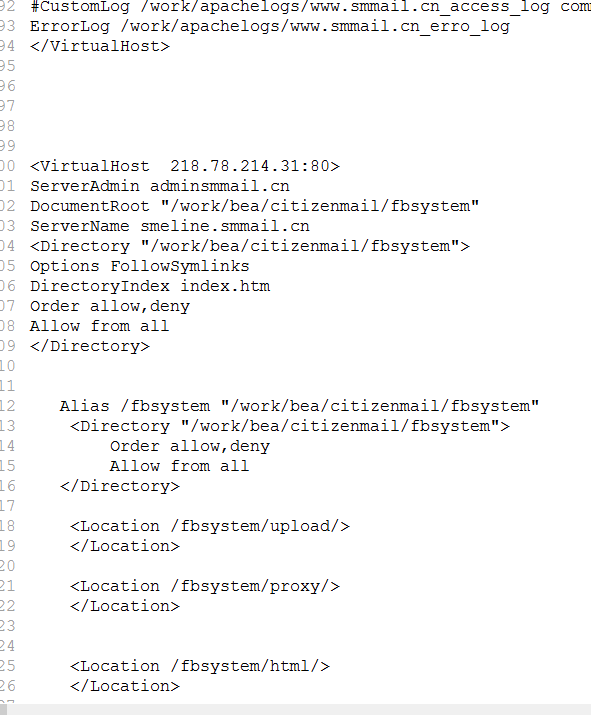 92 #CustomLog /work/apachelogs/www.smmail.cn_access_log com
93 ErrorLog /work/apachelogs/www.smmail.cn_erro_log
94 </VirtualHost>
95
96
97
98
99
00 <VirtualHost  218.78.214.31:80>
01 ServerAdmin adminsmmail.cn
02 DocumentRoot "/work/bea/citizenmail/fbsystem"
03 ServerName smeline.smmail.cn
04 <Directory "/work/bea/citizenmail/fbsystem">
05 Options FollowSymlinks
06 DirectoryIndex index.htm
07 Order allow,deny
08 Allow from all
09 </Directory>
10
11
12    Alias /fbsystem "/work/bea/citizenmail/fbsystem"
13     <Directory "/work/bea/citizenmail/fbsystem">
14         Order allow,deny
15         Allow from all
16    </Directory>
17
18     <Location /fbsystem/upload/>
19     </Location>
20
21     <Location /fbsystem/proxy/>
22     </Location>
23
24
25     <Location /fbsystem/html/>
26     </Location>